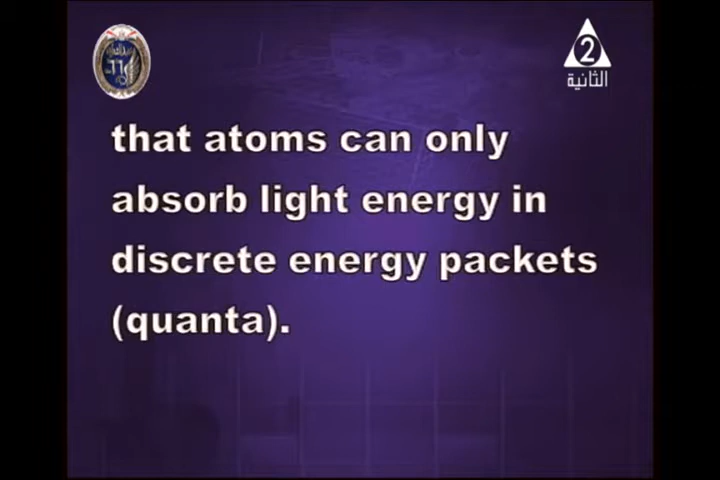 2
الثانية
that atoms can only
absorb light energy in
discrete energy packets
(quanta).